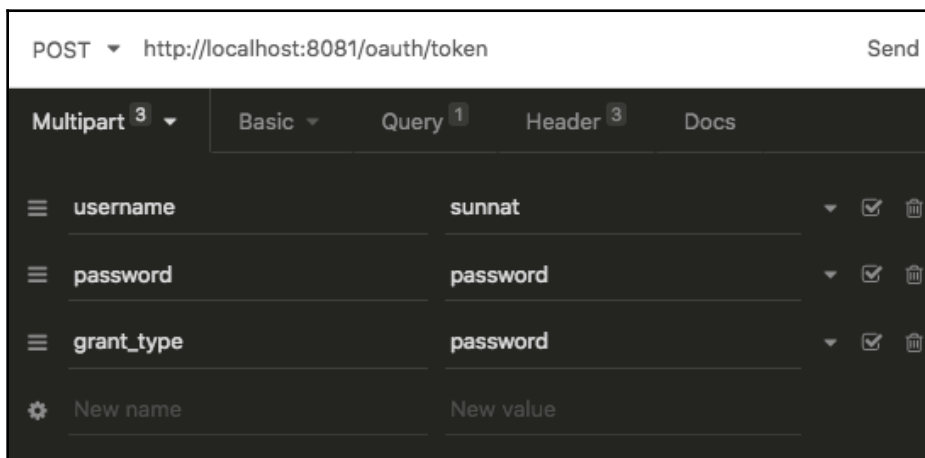 POST http://localhost:8081/oauth/token Send
Multipart 3 Basic Query 1 Header 3 Docs
username sunnat
password password
grant_type password
New name New value